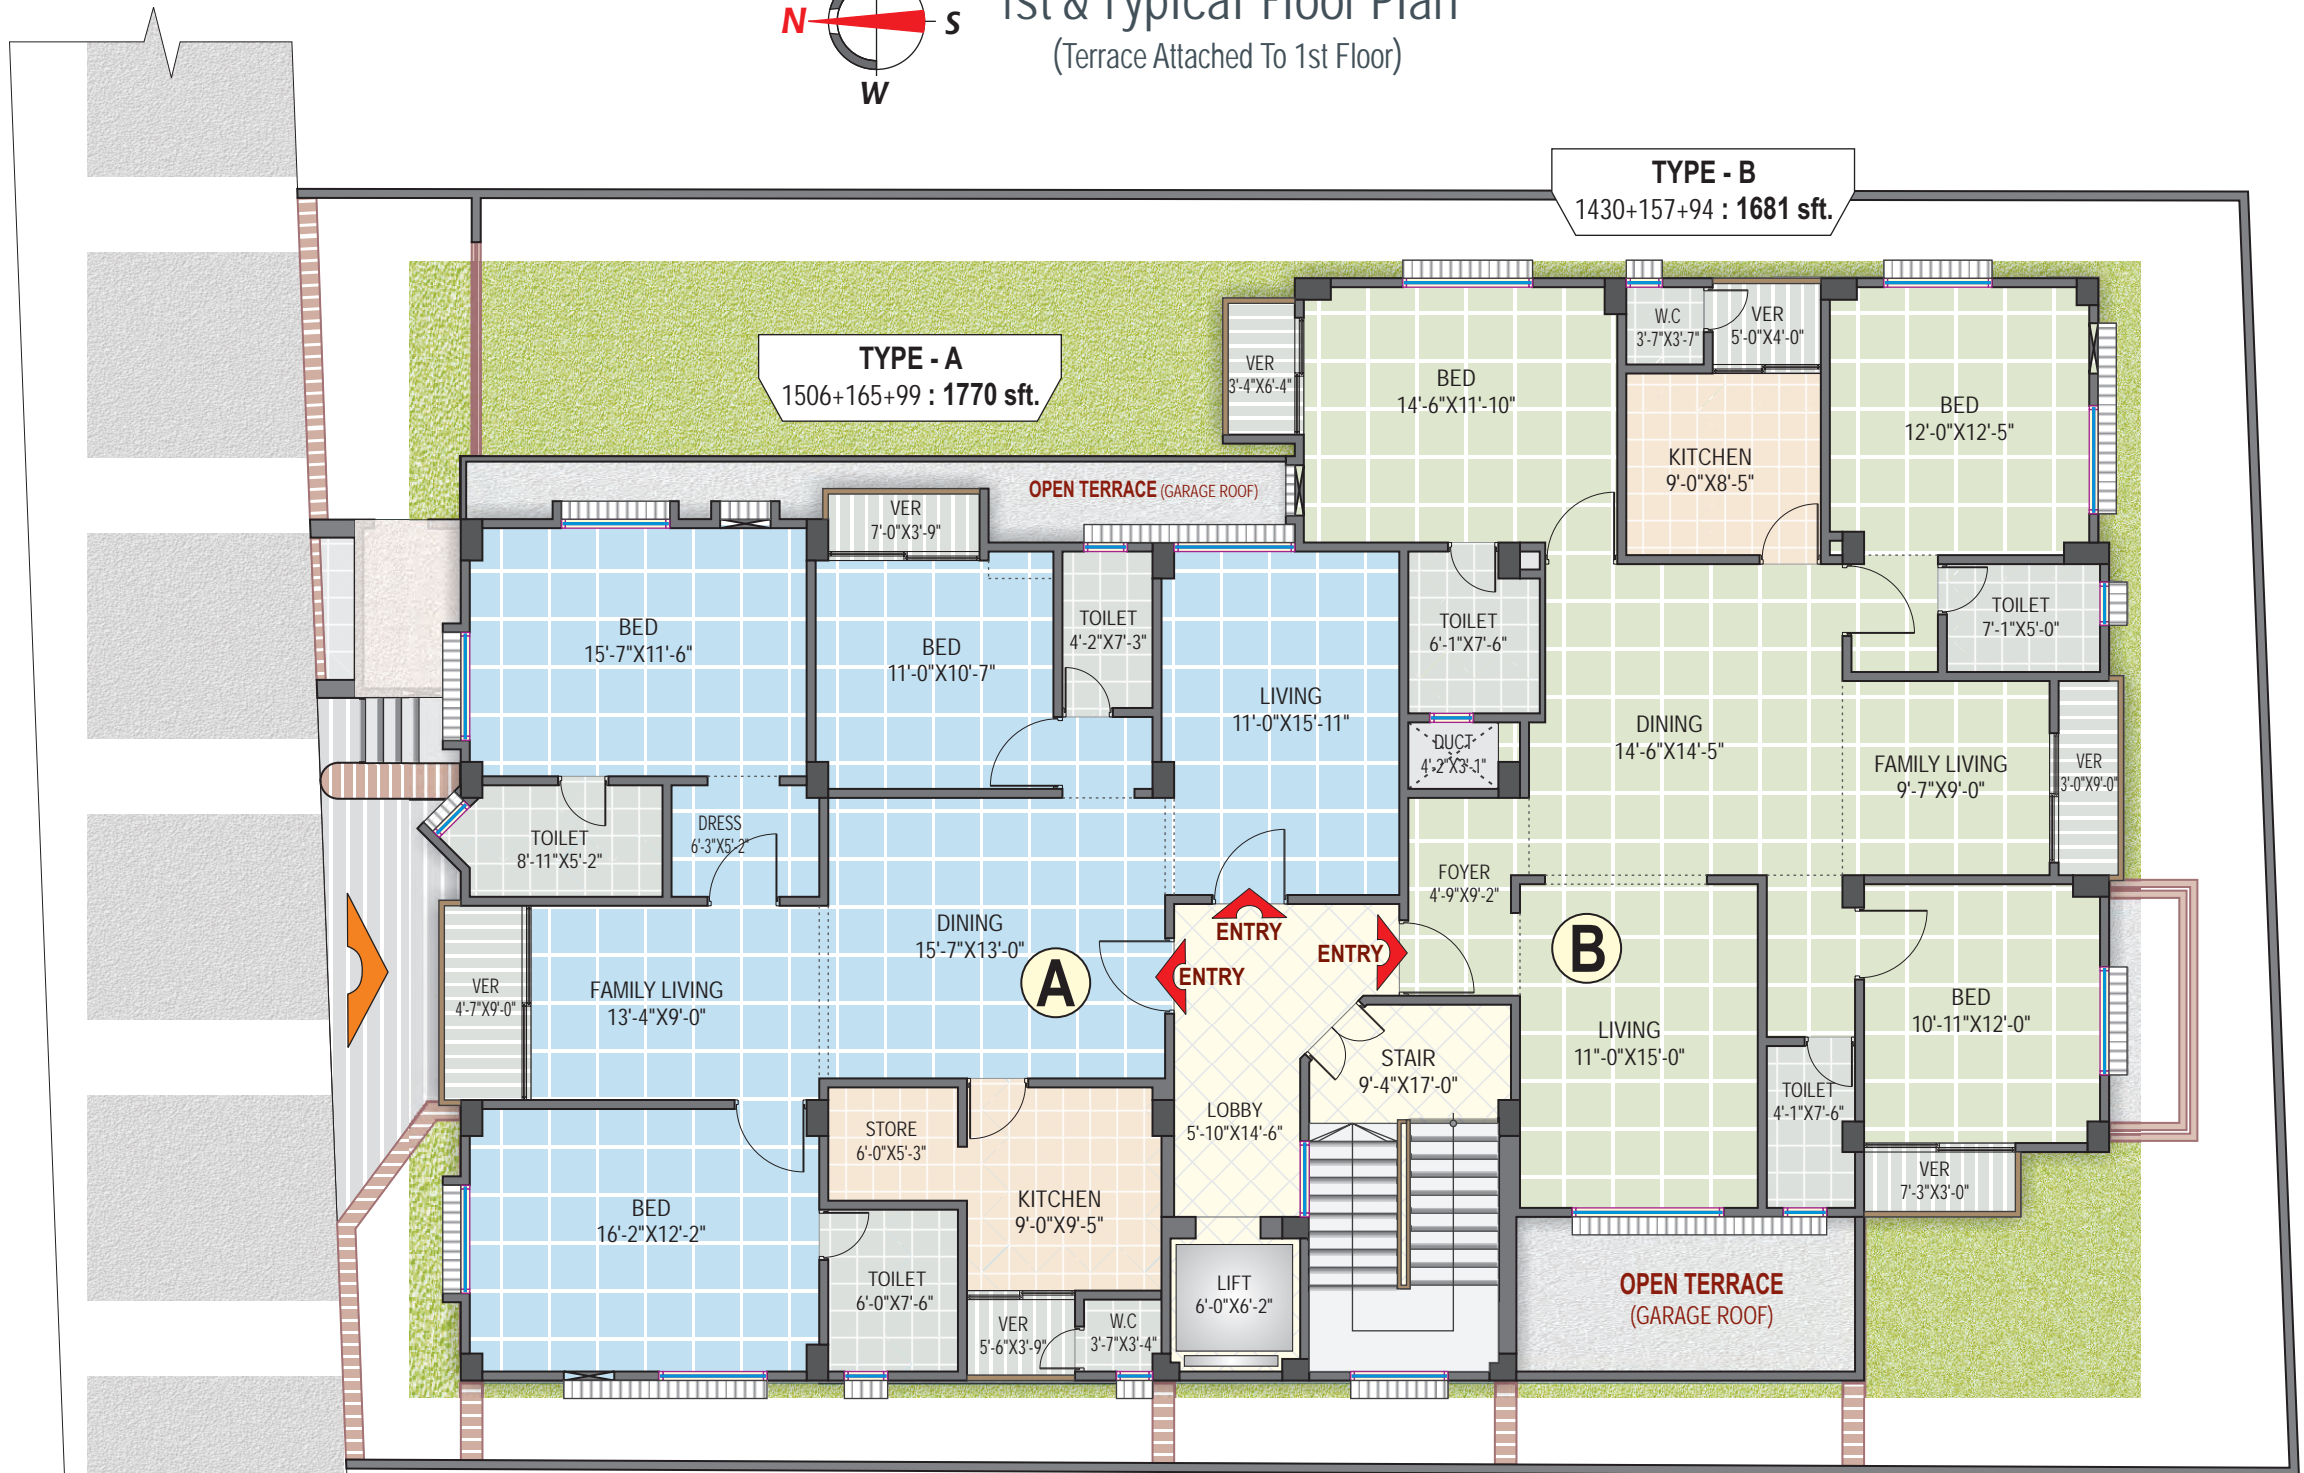 1st & Typical Floor Plan
(Terrace Attached To 1st Floor)
N
S
W
TYPE - B
1430+157+94 : 1681 sft.
TYPE - A
1506+165+99 : 1770 sft.
VER
3'-4"X6'-4"
BED
14'-6"X11'-10"
W.C
3'-7"X3'-7"
VER
5'-0"X4'-0"
KITCHEN
9'-0"X8'-5"
BED
12'-0"X12'-5"
OPEN TERRACE (GARAGE ROOF)
VER
7'-0"X3'-9"
BED
15'-7"X11'-6"
BED
11'-0"X10'-7"
TOILET
4'-2"X7'-3"
LIVING
11'-0"X15'-11"
TOILET
6'-1"X7'-6"
TOILET
7'-1"X5'-0"
DUCT
4'-2"X3'-1"
DINING
14'-6"X14'-5"
FAMILY LIVING
9'-7"X9'-0"
VER
3'-0"X9'-0"
TOILET
8'-11"X5'-2"
DRESS
6'-3"X5'-2"
FOYER
4'-9"X9'-2"
DINING
15'-7"X13'-0"
A
ENTRY
ENTRY
ENTRY
B
VER
4'-7"X9'-0"
FAMILY LIVING
13'-4"X9'-0"
BED
10'-11"X12'-0"
LIVING
11"-0"X15'-0"
STAIR
9'-4"X17'-0"
LOBBY
5'-10"X14'-6"
TOILET
4'-1"X7'-6"
STORE
6'-0"X5'-3"
KITCHEN
9'-0"X9'-5"
BED
16'-2"X12'-2"
VER
7'-3"X3'-0"
TOILET
6'-0"X7'-6"
LIFT
6'-0"X6'-2"
OPEN TERRACE
(GARAGE ROOF)
VER
5'-6"X3'-9"
W.C
3'-7"X3'-4"